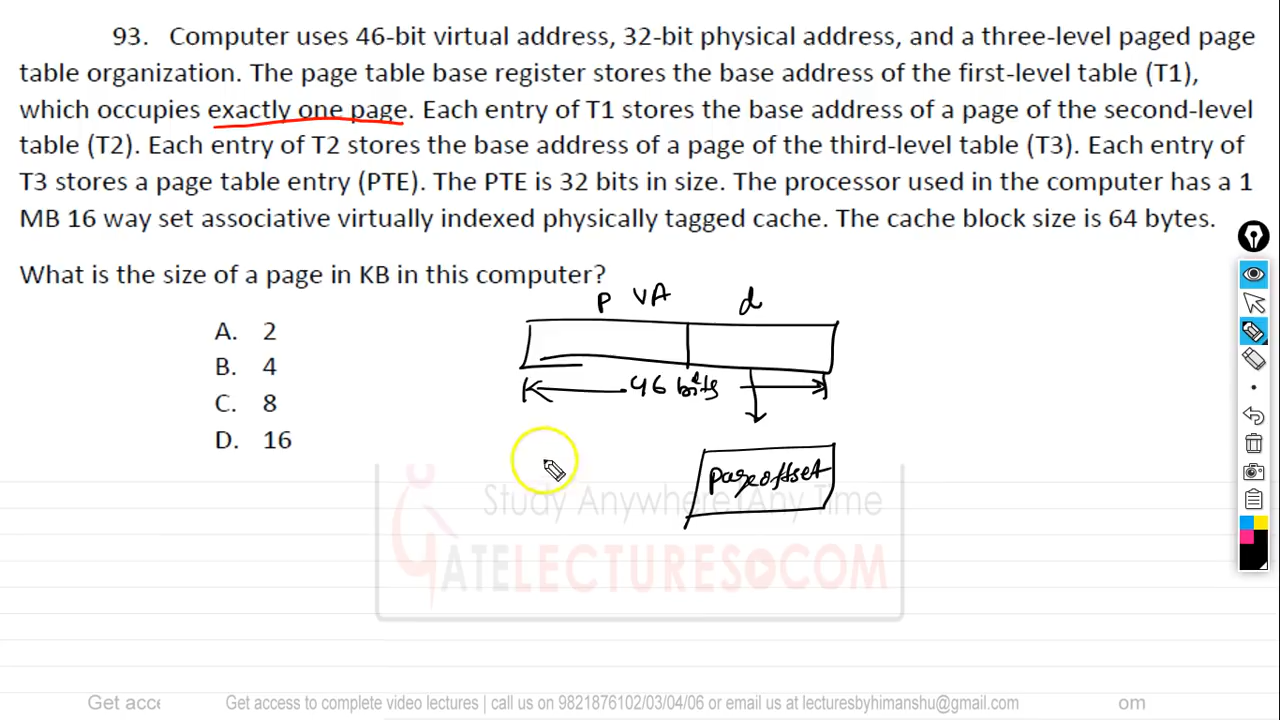 93. Computer uses 46-bit virtual address, 32-bit physical address, and a three-level paged page
table organization. The page table base register stores the base address of the first-level table (T1),
which occupies exactly one page. Each entry of T1 stores the base address of a page of the second-level
table (T2). Each entry of T2 stores the base address of a page of the third-level table (T3). Each entry of
T3 stores a page table entry (PTE). The PTE is 32 bits in size. The processor used in the computer has a 1
MB 16 way set associative virtually indexed physically tagged cache. The cache block size is 64 bytes.
What is the size of a page in KB in this computer?
P VA d
A. 2
B. 4
46 bits
C. 8
D. 16
page offset
Study Anywhere Any Time
GATELECTURES.COM
Get acce
Get access to complete video lectures | call us on 9821876102/03/04/06 or email us at lecturesbyhimanshu@gmail.com
om